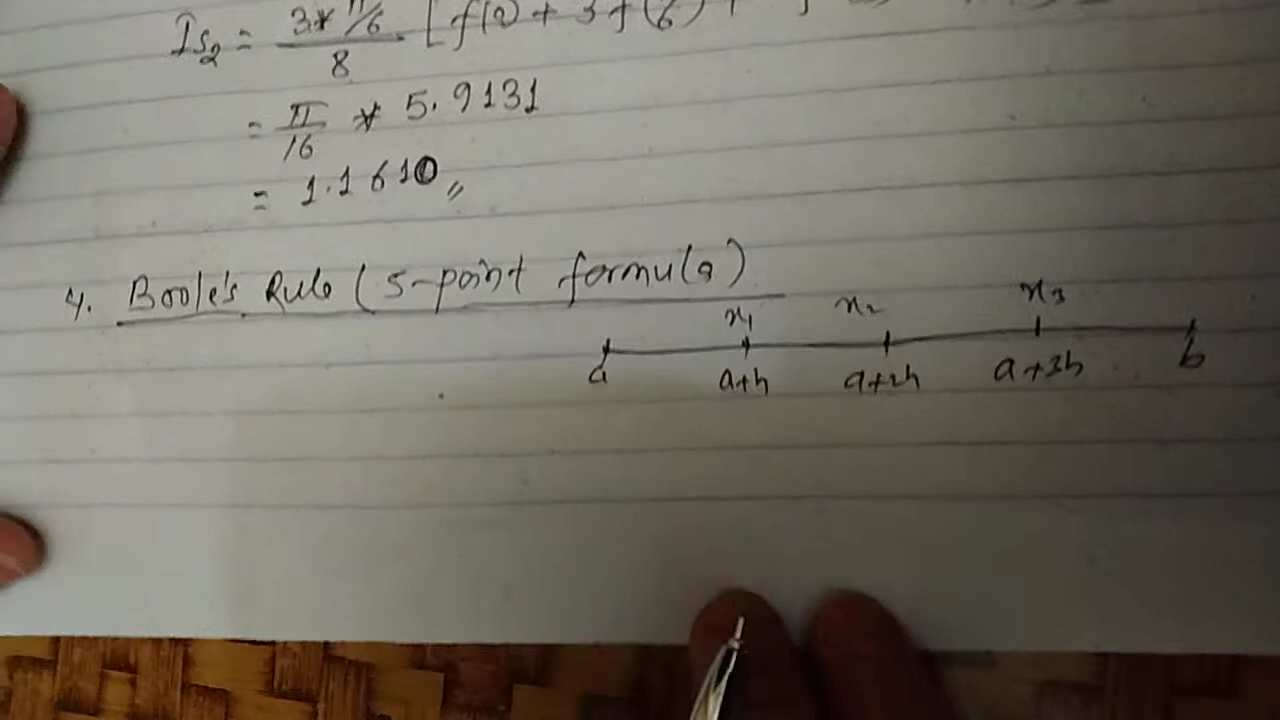 Is₂ = 3*π/6 / 8 [f(0) + 3f(π/6) +
= π/16 * 5.9131
= 1.1610,,
4. Boole's Rule (5-point formula)
x₁ x₂ x₃
a a+h a+2h a+3h b